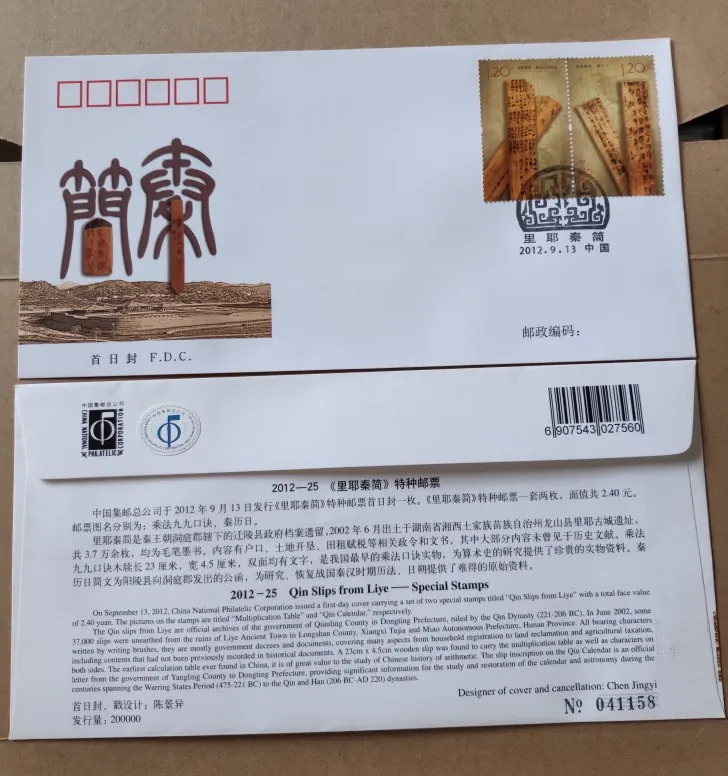 1.20
1.20
簡 秦
里耶秦简
2012.9.13 中国
邮政编码：
首日封 F.D.C.
中国集邮总公司
CHINA NATIONAL
PHILATELIC
CORPORATION
6 907543 027560
2012—25 《里耶秦简》特种邮票
中国集邮总公司于 2012 年 9 月 13 日发行《里耶秦简》特种邮票首日封一枚。《里耶秦简》特种邮票一套两枚，面值共 2.40 元。
邮票图名分别为：乘法九九口诀、秦历日。
里耶秦简是秦王朝洞庭郡辖下的迁陵县政府档案遗留，2002 年 6 月出土于湖南省湘西土家族苗族自治州龙山县里耶古城遗址，
共 3.7 万余枚，均为毛笔墨书。内容有户口、土地开垦、田租赋税等相关政令和文书，其中大部分内容未曾见于历史文献。乘法
九九口诀木牍长 23 厘米，宽 4.5 厘米，双面均有文字，是我国最早的乘法口诀实物，为算术史的研究提供了珍贵的实物资料。秦
历日简文为阳陵县向洞庭郡发出的公函，为研究、恢复战国秦汉时期历法、日朔提供了难得的原始资料。
2012－25 Qin Slips from Liye — Special Stamps
On September 13, 2012, China National Philatelic Corporation issued a first-day cover carrying a set of two special stamps titled "Qin Slips from Liye" with a total face value
of 2.40 yuan. The pictures on the stamps are titled "Multiplication Table" and "Qin Calendar," respectively.
The Qin slips from Liye are official archives of the government of Qianling County in Dongting Prefecture, ruled by the Qin Dynasty (221-206 BC). In June 2002, some
37,000 slips were unearthed from the ruins of Liye Ancient Town in Longshan County, Xiangxi Tujia and Miao Autonomous Prefecture, Hunan Province. All bearing characters
written by writing brushes, they are mostly government decrees and documents, covering many aspects from household registration to land reclamation and agricultural taxation,
including contents that had not been previously recorded in historical documents. A 23cm x 4.5cm wooden slip was found to carry the multiplication table as well as characters on
both sides. The earliest calculation table ever found in China, it is of great value to the study of Chinese history of arithmetic. The slip inscription on the Qin Calendar is an official
letter from the government of Yangling County to Dongting Prefecture, providing significant information for the study and restoration of the calendar and astronomy during the
centuries spanning the Warring States Period (475-221 BC) to the Qin and Han (206 BC-AD 220) dynasties.
Designer of cover and cancellation: Chen Jingyi
首日封、戳设计：陈景异
发行量：200000
№ 041158